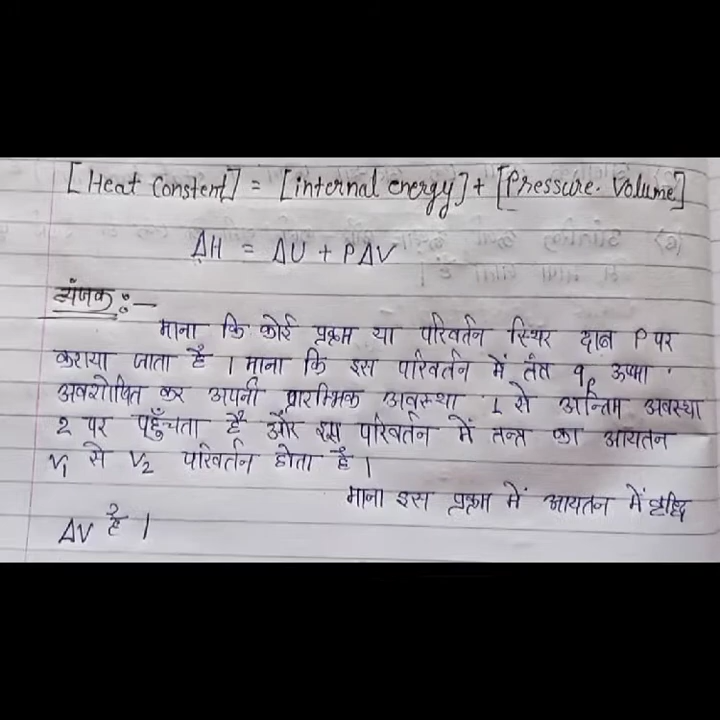 [Heat Constent] = [internal energy] + [Pressure. Volume]
ΔH = ΔU + PΔV
व्यंजक :-
माना कि कोई प्रक्रम या परिवर्तन स्थिर दाब P पर
कराया जाता है । माना कि इस परिवर्तन में तंत्र qp ऊष्मा
अवशोषित कर अपनी प्रारम्भिक अवस्था 1 से अन्तिम अवस्था
2 पर पहुँचता है और इस परिवर्तन में तन्त्र का आयतन
V1 से V2 परिवर्तन होता है ।
माना इस प्रक्रम में आयतन में वृद्धि
ΔV है ।